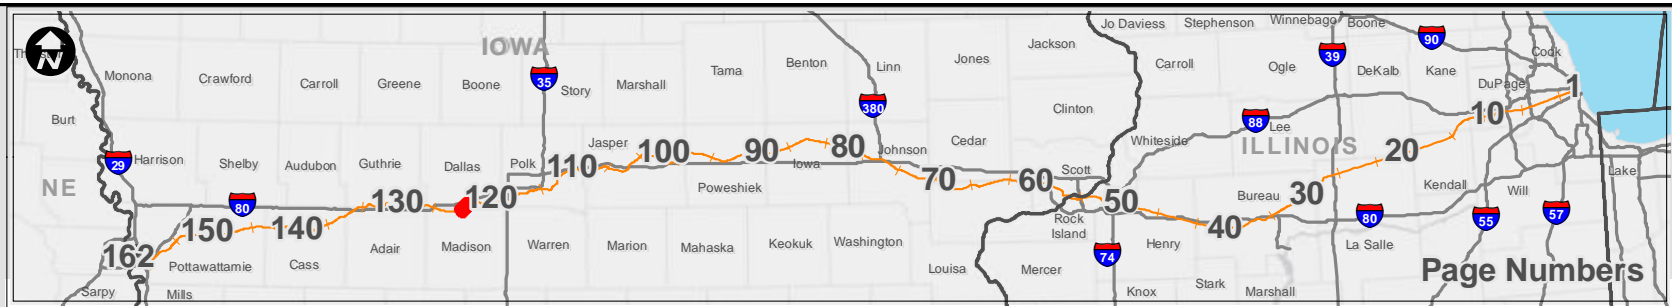 Jo Daviess Stephenson Winnebago Boone
N
IOWA
Jackson
39
90
Cook
Monona Crawford Carroll Greene Boone 35 Story Marshall Tama Benton Linn Jones
Carroll Ogle DeKalb Kane DuPage 1
Burt
380
Clinton
88 Lee
10
29 Harrison Shelby Audubon Guthrie Dallas Polk Jasper
110 100 90 80 Iowa Johnson Cedar
Whiteside ILLINOIS 20
NE
80 130 120 Poweshiek 70 60 Scott
50 Bureau 30 Kendall Will Lake
162 150 140 Adair Madison Warren Marion Mahaska Keokuk Washington
Rock
Island
74 Henry 40 80 La Salle 55 57
Pottawattamie Cass
Louisa Mercer Stark
Page Numbers
Sarpy Mills
Knox Marshall